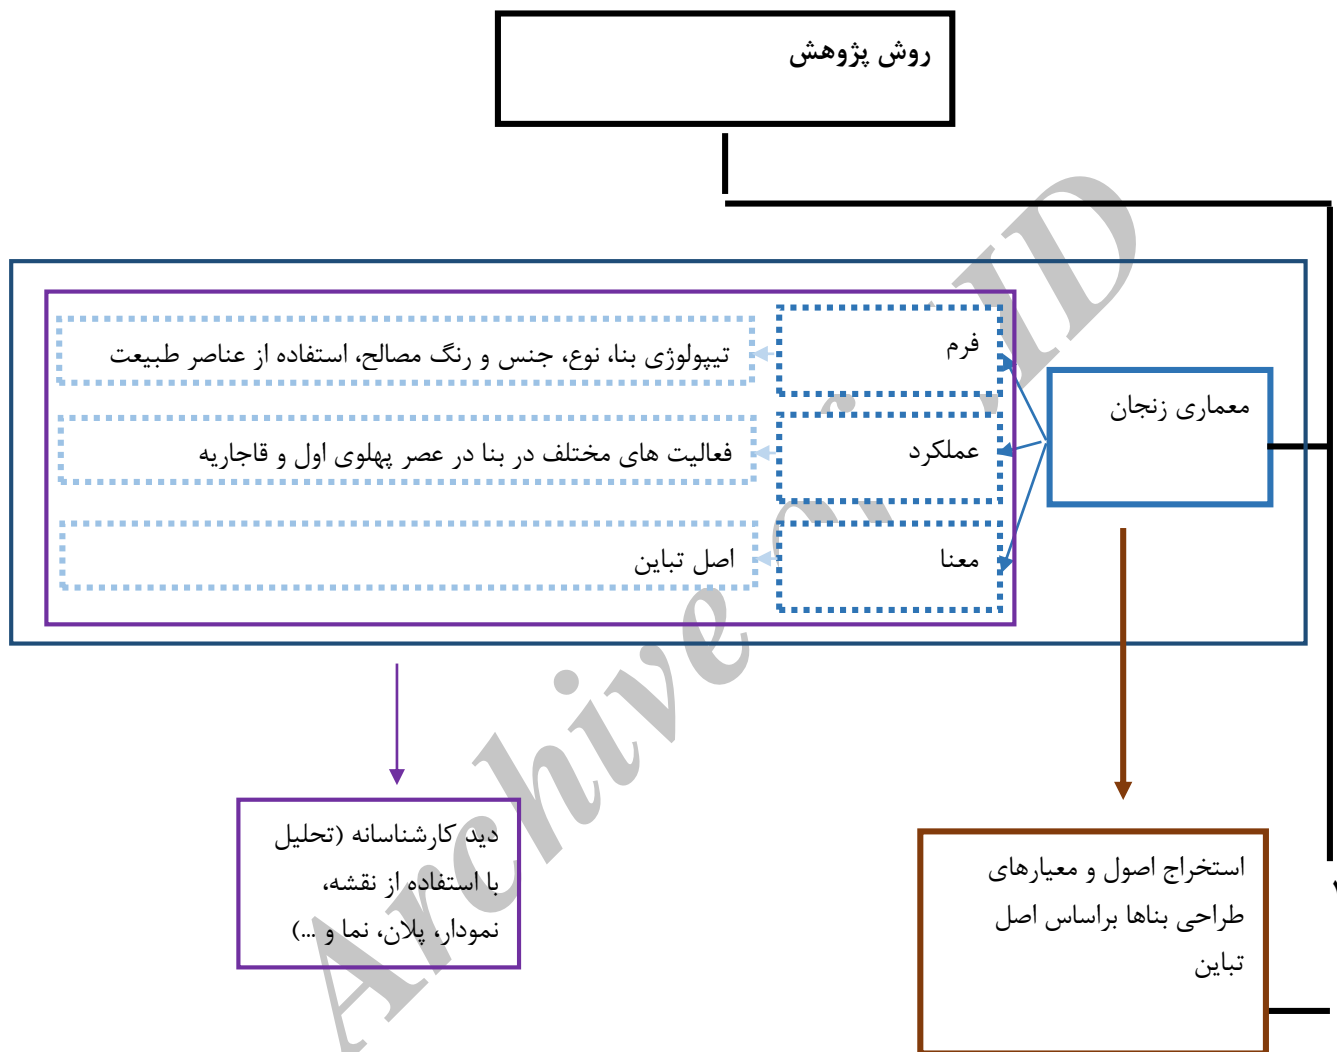 روش پژوهش
معماری زنجان
فرم
تیپولوژی بنا، نوع، جنس و رنگ مصالح، استفاده از عناصر طبیعت
عملکرد
فعالیت های مختلف در بنا در عصر پهلوی اول و قاجاریه
معنا
اصل تباین
دید کارشناسانه (تحلیل
با استفاده از نقشه،
نمودار، پلان، نما و ...)
استخراج اصول و معیارهای
طراحی بناها براساس اصل
تباین
Archive of SID